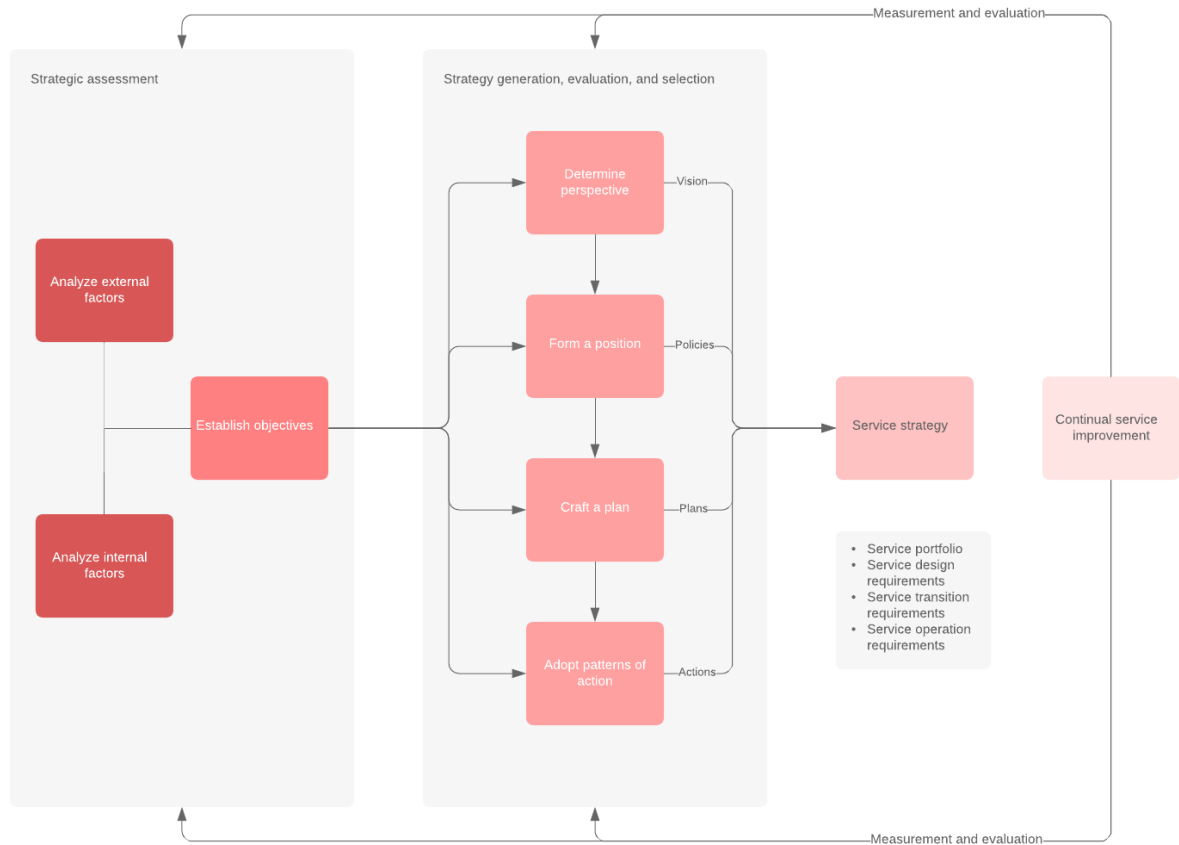 Measurement and evaluation
Strategic assessment
Strategy generation, evaluation, and selection
Analyze external
factors
Analyze internal
factors
Establish objectives
Determine
perspective
Vision
Form a position
Policies
Craft a plan
Plans
Adopt patterns of
action
Actions
Service strategy
• Service portfolio
• Service design
requirements
• Service transition
requirements
• Service operation
requirements
Continual service
improvement
Measurement and evaluation